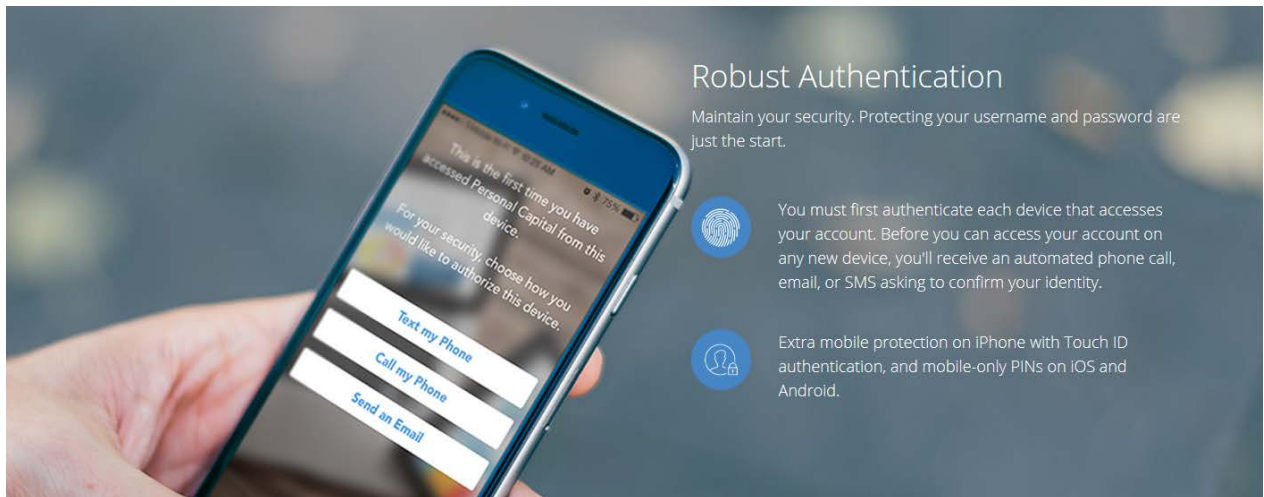 Robust Authentication
Maintain your security. Protecting your username and password are
just the start.
You must first authenticate each device that accesses
your account. Before you can access your account on
any new device, you'll receive an automated phone call,
email, or SMS asking to confirm your identity.
Extra mobile protection on iPhone with Touch ID
authentication, and mobile-only PINs on iOS and
Android.
10:25 AM
75%
This is the first time you have
accessed Personal Capital from this
device.
For your security, choose how you
would like to authorize this device.
Text my Phone
Call my Phone
Send an Email